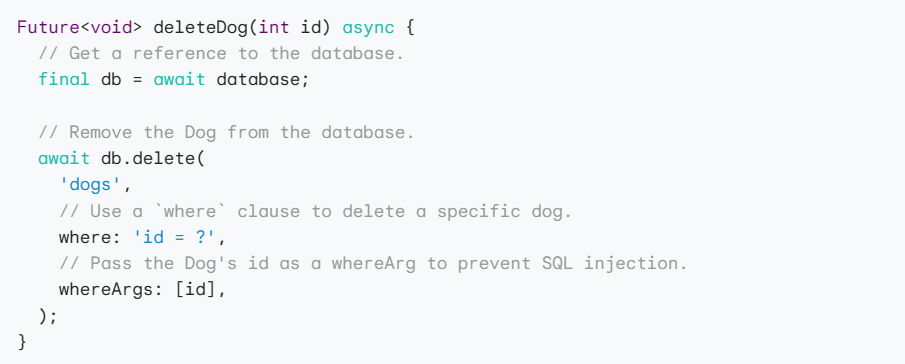 Future<void> deleteDog(int id) async {
  // Get a reference to the database.
  final db = await database;

  // Remove the Dog from the database.
  await db.delete(
    'dogs',
    // Use a `where` clause to delete a specific dog.
    where: 'id = ?',
    // Pass the Dog's id as a whereArg to prevent SQL injection.
    whereArgs: [id],
  );
}